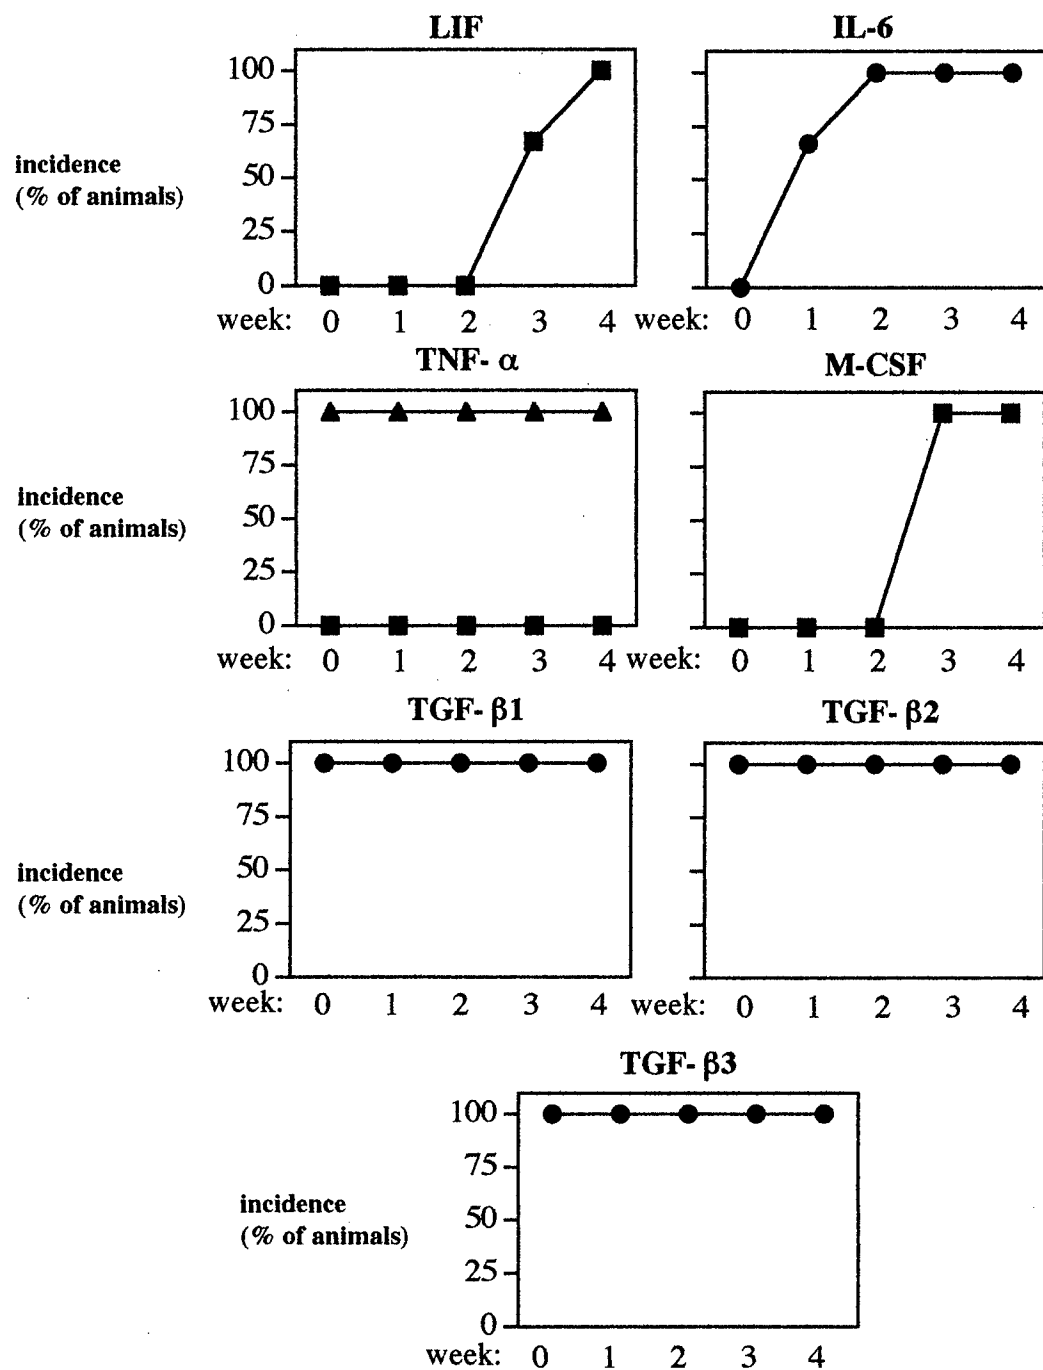 LIF IL-6
100
75
incidence
(% of animals)
50
25
0
week: 0 1 2 3 4 week: 0 1 2 3 4
TNF- α M-CSF
100
75
incidence
(% of animals)
50
25
0
week: 0 1 2 3 4 week: 0 1 2 3 4
TGF- β1 TGF- β2
100
75
50
incidence
(% of animals)
25
0
week: 0 1 2 3 4 week: 0 1 2 3 4
TGF- β3
100
75
50
incidence
(% of animals)
25
0
week: 0 1 2 3 4